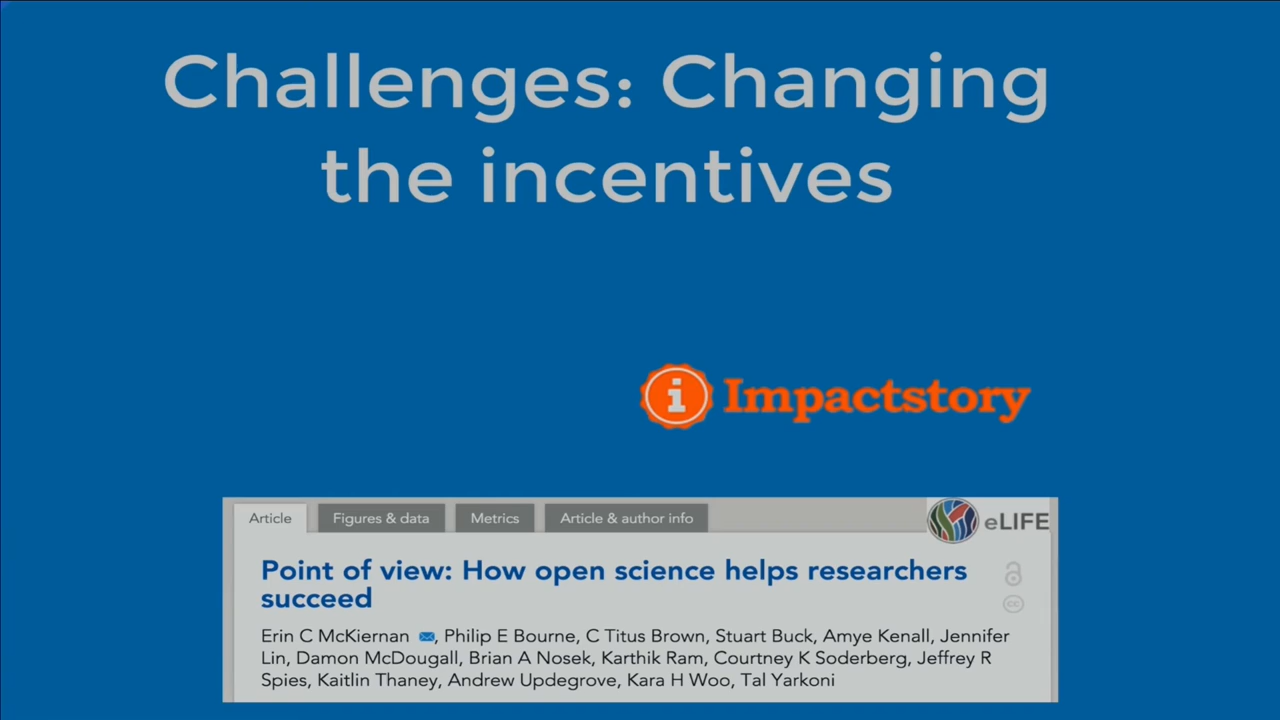 Challenges: Changing
the incentives
i Impactstory
Article
Figures & data
Metrics
Article & author info
eLIFE
Point of view: How open science helps researchers
succeed
cc
Erin C McKiernan , Philip E Bourne, C Titus Brown, Stuart Buck, Amye Kenall, Jennifer
Lin, Damon McDougall, Brian A Nosek, Karthik Ram, Courtney K Soderberg, Jeffrey R
Spies, Kaitlin Thaney, Andrew Updegrove, Kara H Woo, Tal Yarkoni